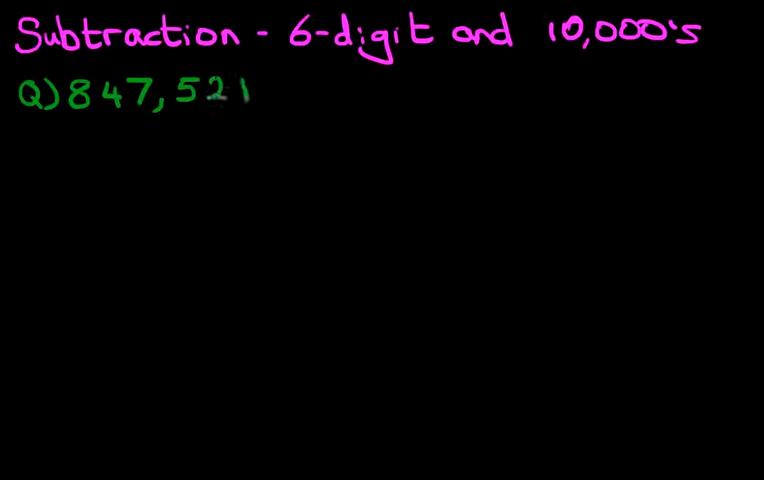 Subtraction - 6-digit and 10,000's
Q) 847,521